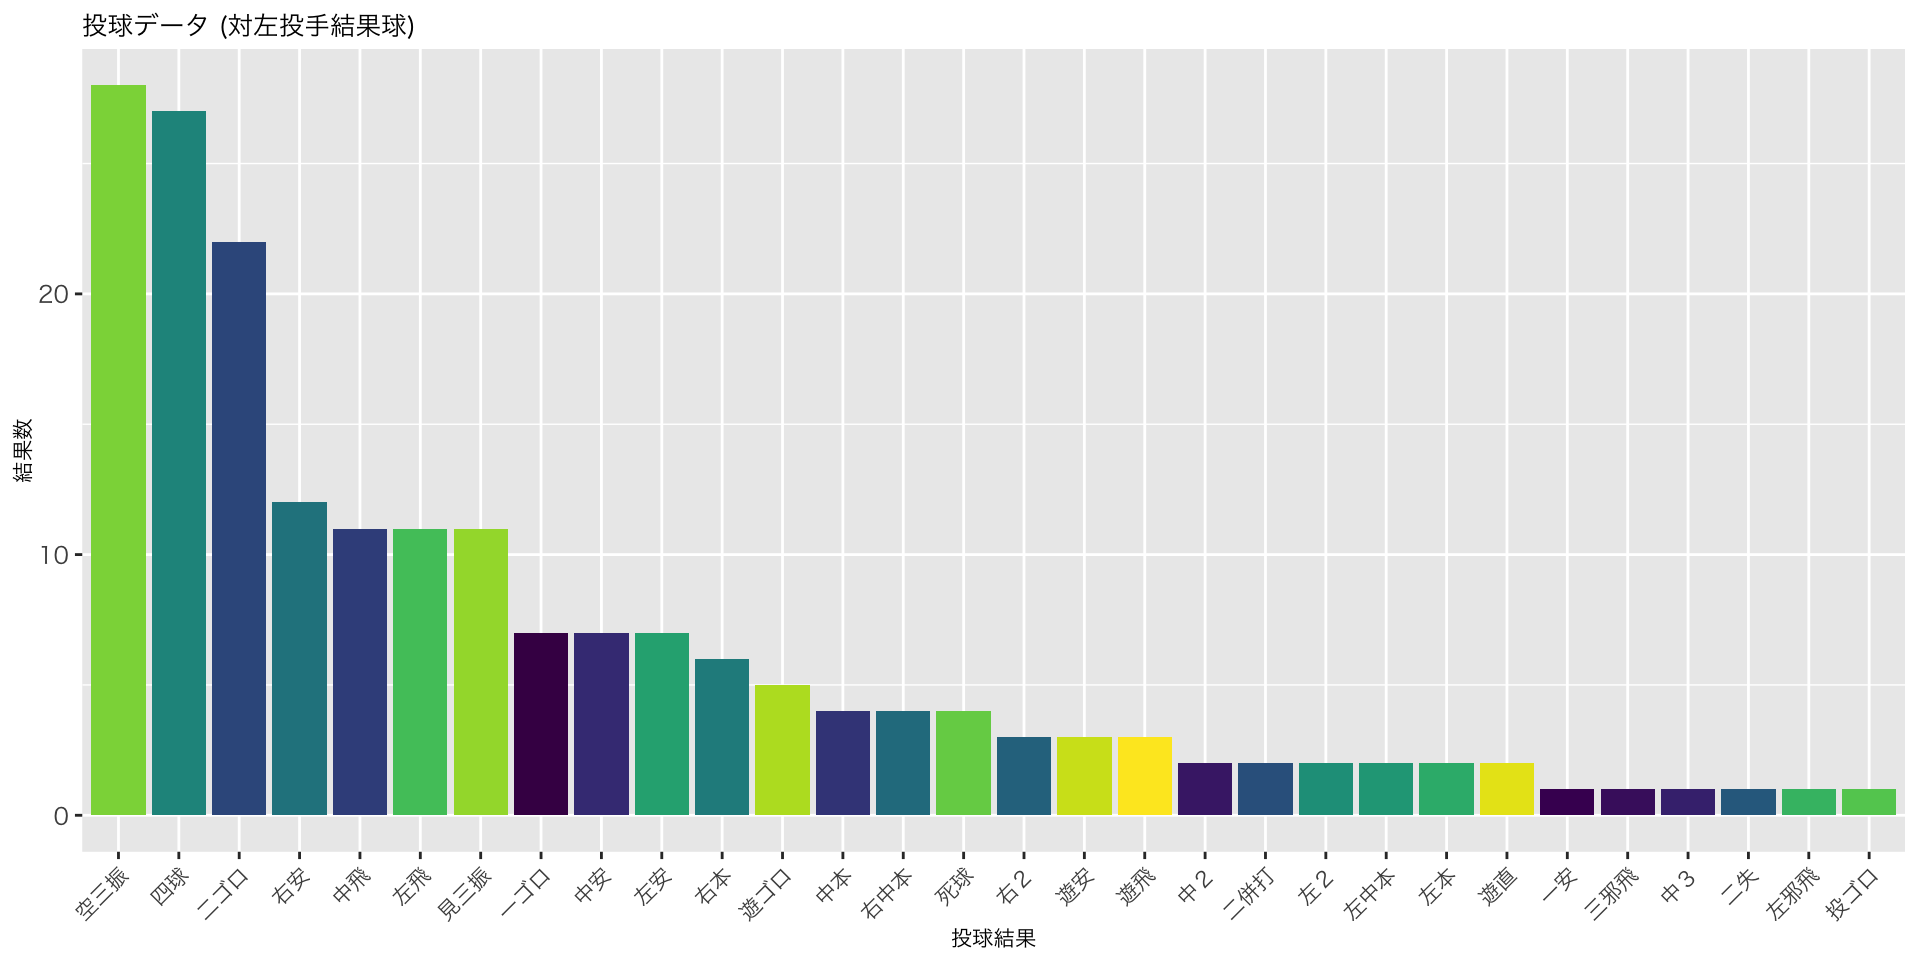 投球データ (対左投手結果球)
結果数
20
10
0
空三振 四球 二ゴロ 右安 中飛 左飛 見三振 一ゴロ 中安 左安 右本 遊ゴロ 中本 右中本 死球 右２ 遊安 遊飛 中２ 二併打 左２ 左中本 左本 遊直 一安 三邪飛 中３ 二失 左邪飛 投ゴロ
投球結果